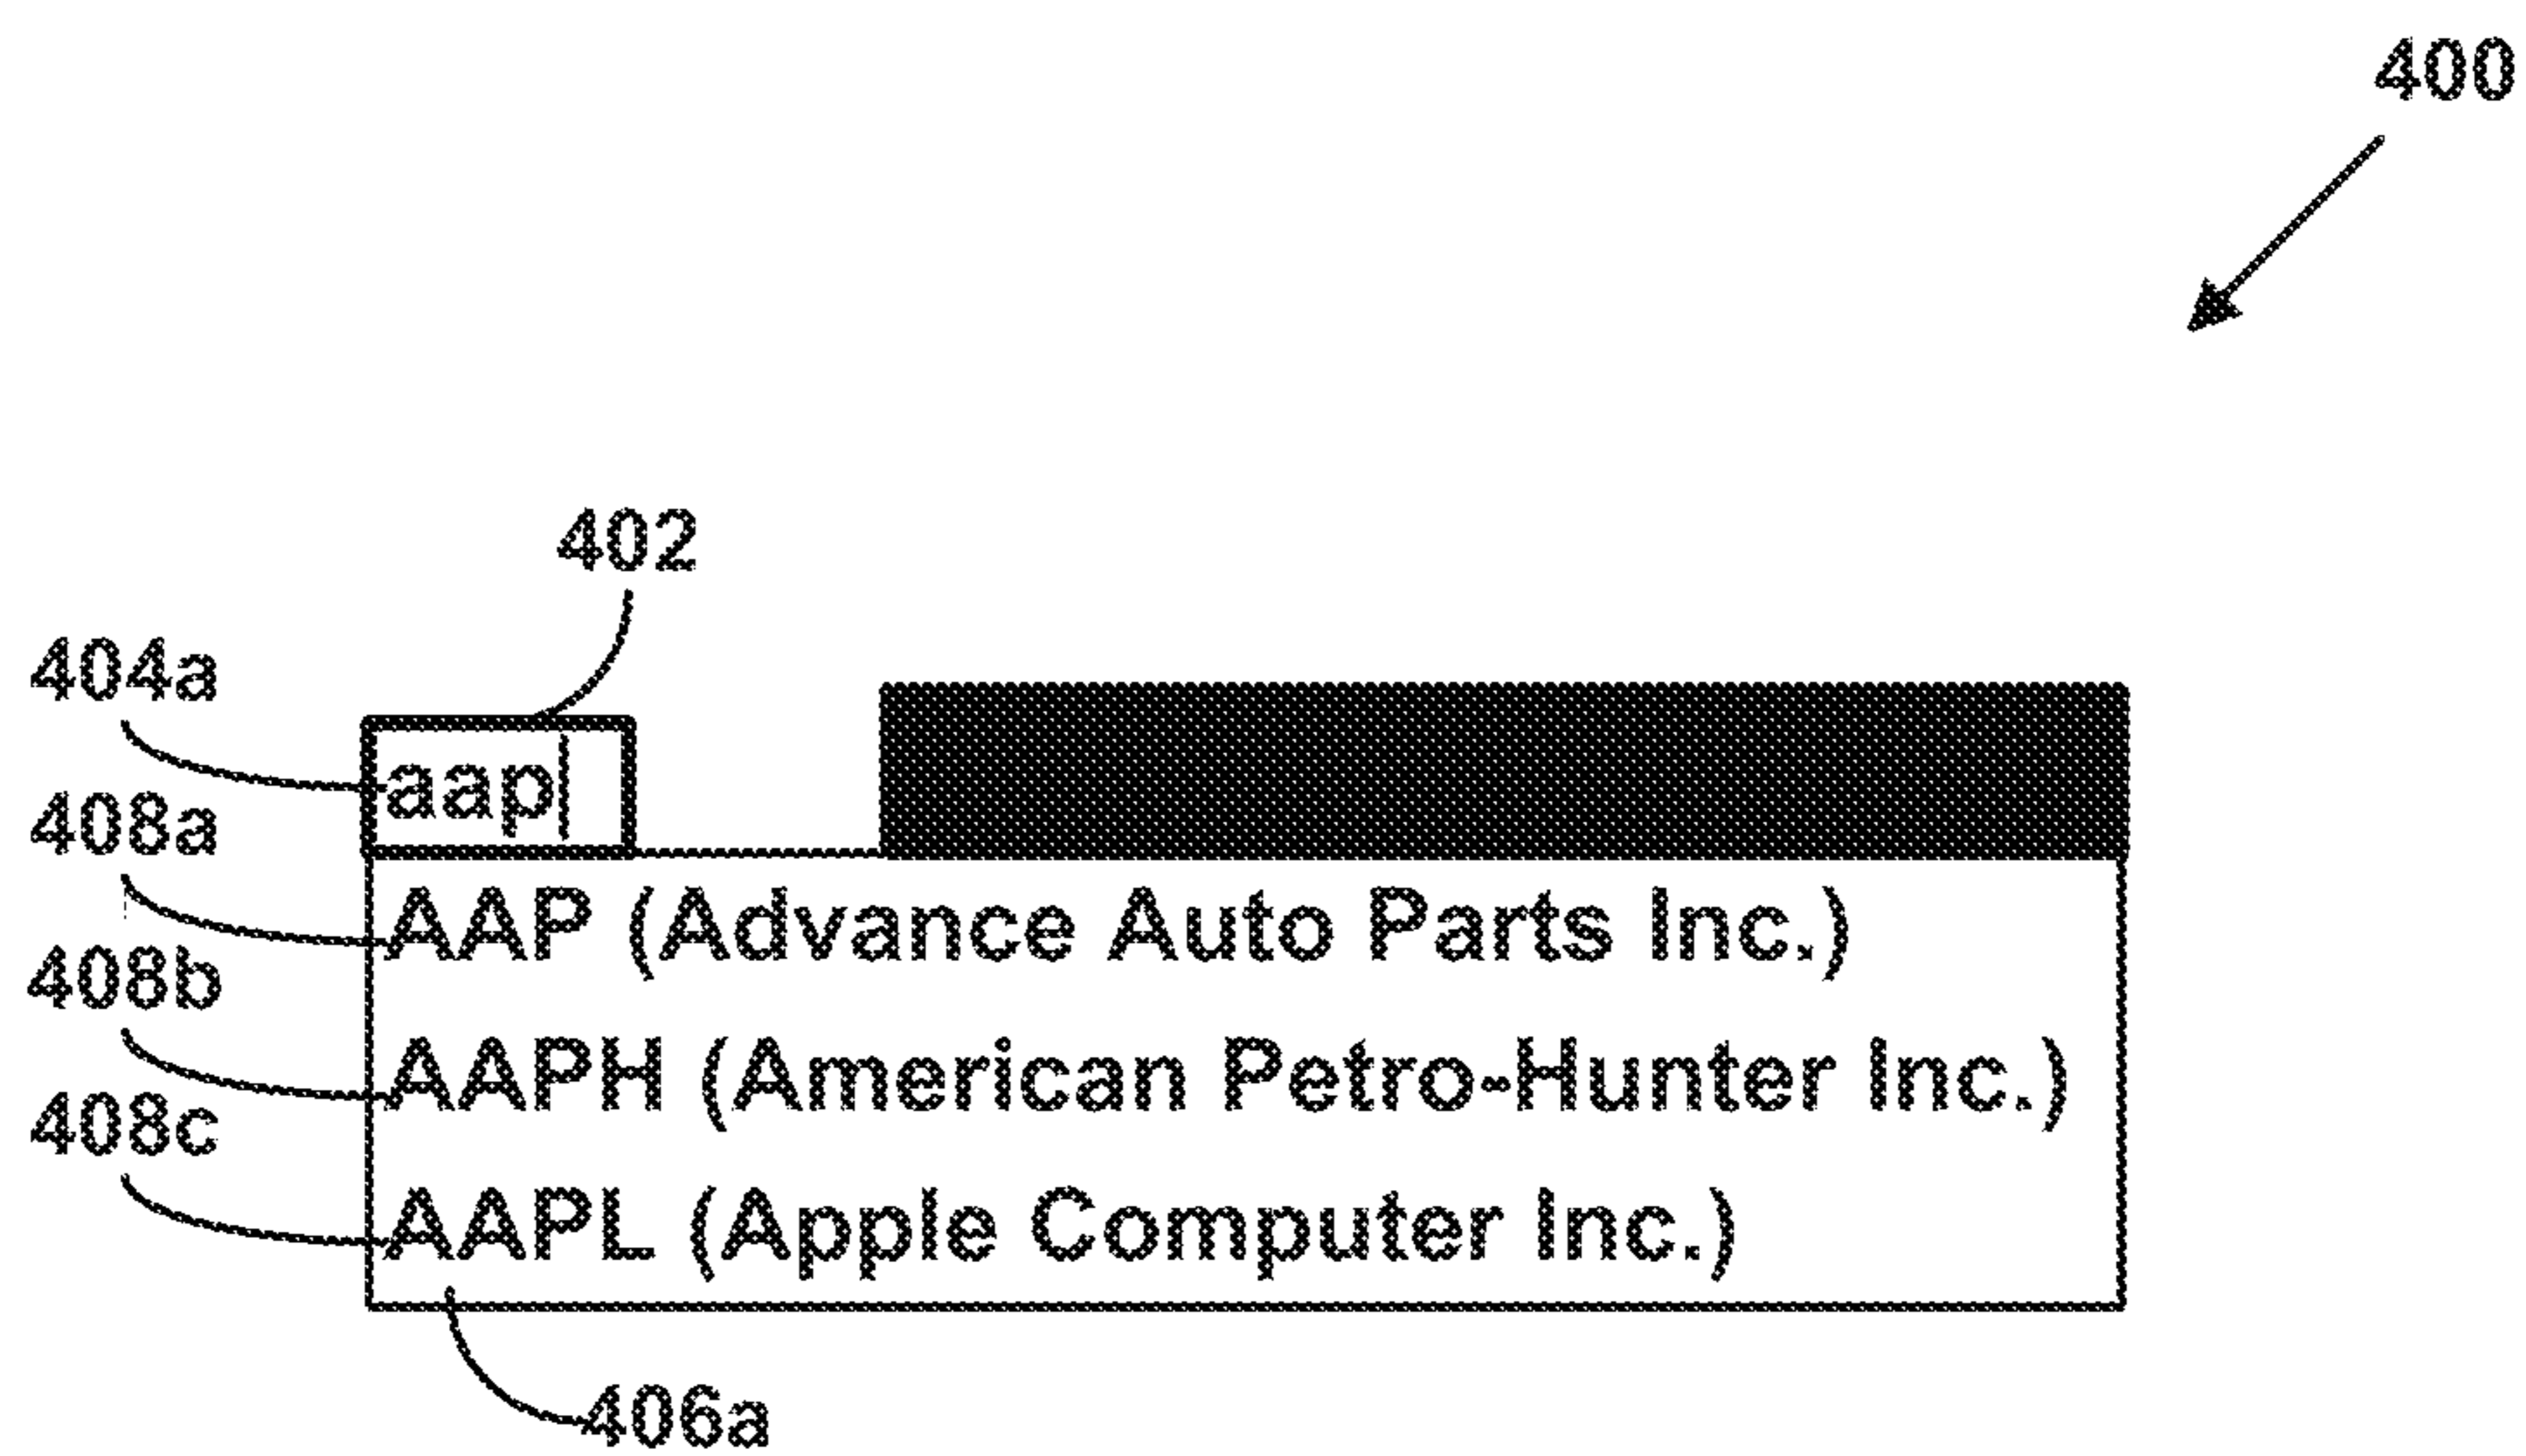 400
402
404a
aap
408a
AAP (Advance Auto Parts Inc.)
408b
AAPH (American Petro-Hunter Inc.)
408c
AAPL (Apple Computer Inc.)
406a